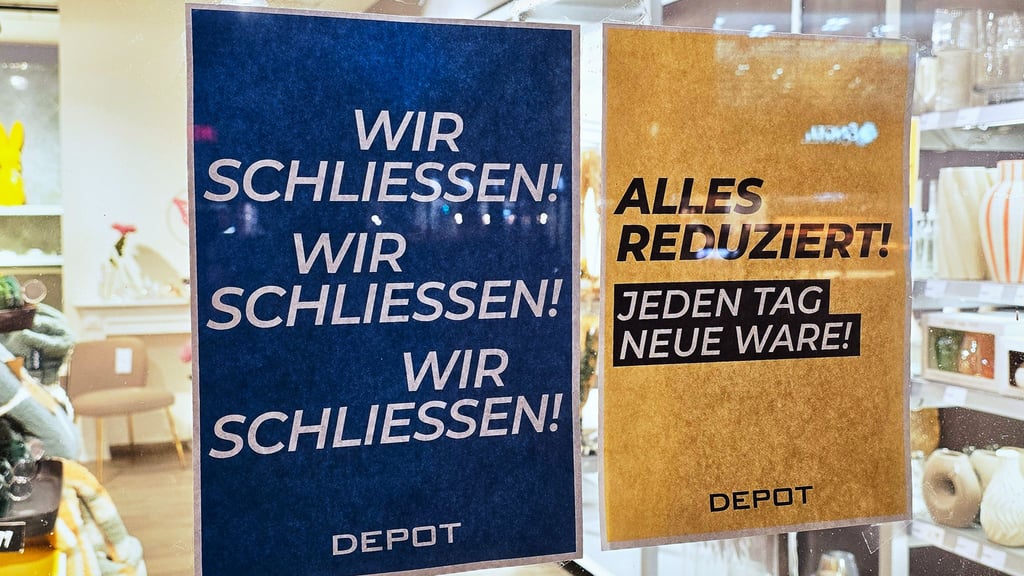 WIR
SCHLIESSEN!
WIR
SCHLIESSEN!
WIR
SCHLIESSEN!
DEPOT
ALLES
REDUZIERT!
JEDEN TAG
NEUE WARE!
DEPOT